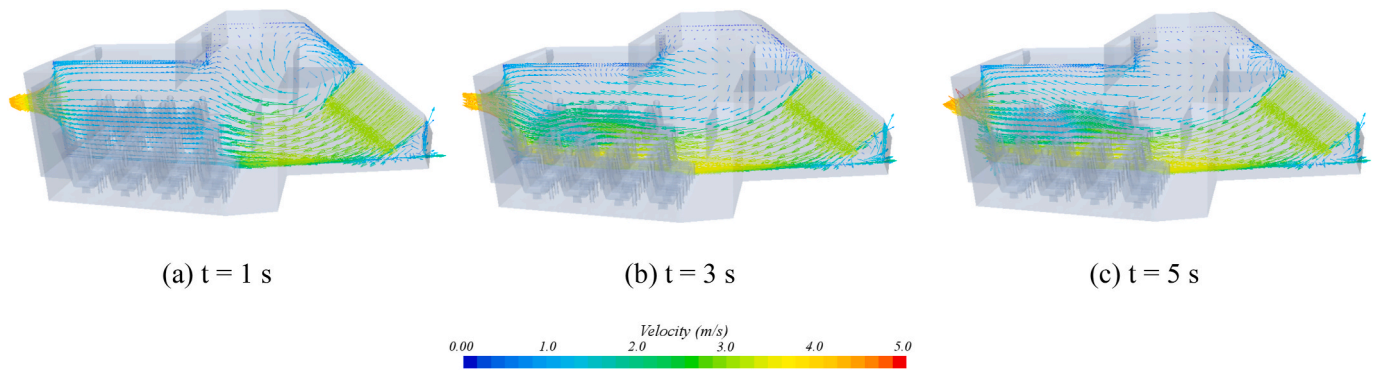 (a) t = 1 s
(b) t = 3 s
(c) t = 5 s
Velocity (m/s)
0.00 1.0 2.0 3.0 4.0 5.0